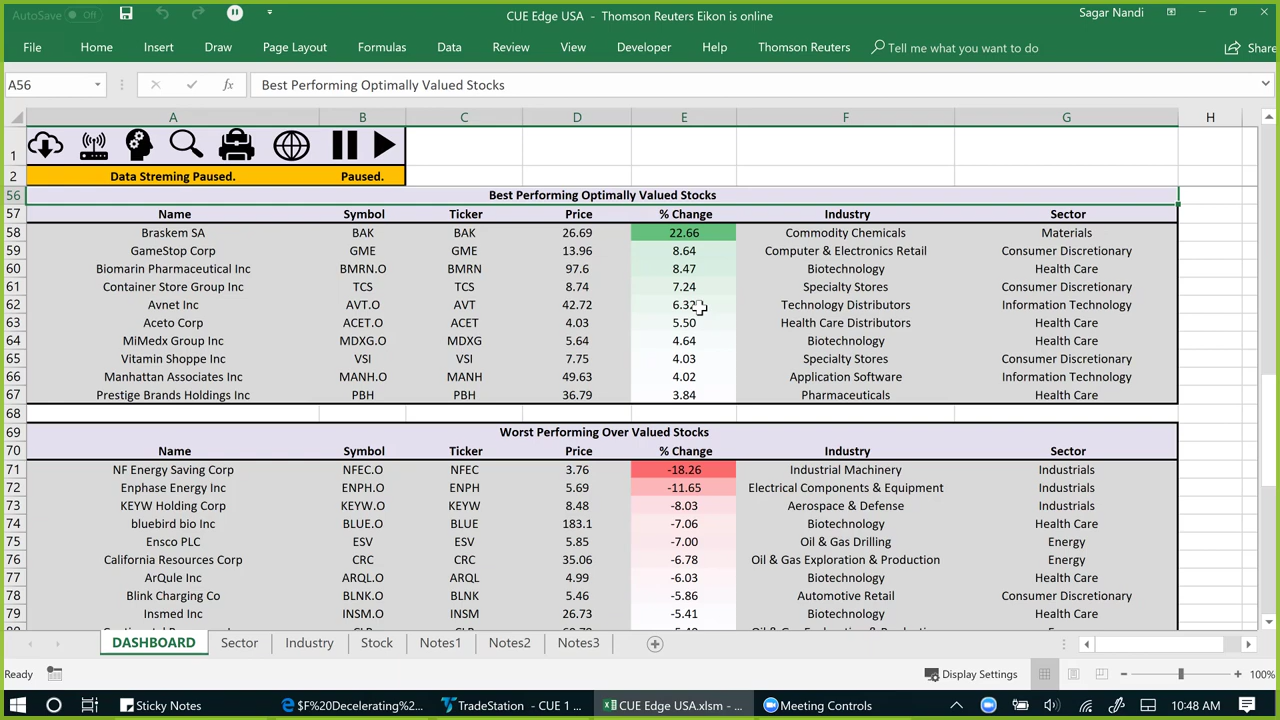 AutoSave Off CUE Edge USA - Thomson Reuters Eikon is online Sagar Nandi
File Home Insert Draw Page Layout Formulas Data Review View Developer Help Thomson Reuters Tell me what you want to do Share
A56 fx Best Performing Optimally Valued Stocks
A B C D E F G H
1
2 Data Streming Paused. Paused.
56 Best Performing Optimally Valued Stocks
57 Name Symbol Ticker Price % Change Industry Sector
58 Braskem SA BAK BAK 26.69 22.66 Commodity Chemicals Materials
59 GameStop Corp GME GME 13.96 8.64 Computer & Electronics Retail Consumer Discretionary
60 Biomarin Pharmaceutical Inc BMRN.O BMRN 97.6 8.47 Biotechnology Health Care
61 Container Store Group Inc TCS TCS 8.74 7.24 Specialty Stores Consumer Discretionary
62 Avnet Inc AVT.O AVT 42.72 6.32 Technology Distributors Information Technology
63 Aceto Corp ACET.O ACET 4.03 5.50 Health Care Distributors Health Care
64 MiMedx Group Inc MDXG.O MDXG 5.64 4.64 Biotechnology Health Care
65 Vitamin Shoppe Inc VSI VSI 7.75 4.03 Specialty Stores Consumer Discretionary
66 Manhattan Associates Inc MANH.O MANH 49.63 4.02 Application Software Information Technology
67 Prestige Brands Holdings Inc PBH PBH 36.79 3.84 Pharmaceuticals Health Care
68
69 Worst Performing Over Valued Stocks
70 Name Symbol Ticker Price % Change Industry Sector
71 NF Energy Saving Corp NFEC.O NFEC 3.76 -18.26 Industrial Machinery Industrials
72 Enphase Energy Inc ENPH.O ENPH 5.69 -11.65 Electrical Components & Equipment Industrials
73 KEYW Holding Corp KEYW.O KEYW 8.48 -8.03 Aerospace & Defense Industrials
74 bluebird bio Inc BLUE.O BLUE 183.1 -7.06 Biotechnology Health Care
75 Ensco PLC ESV ESV 5.85 -7.00 Oil & Gas Drilling Energy
76 California Resources Corp CRC CRC 35.06 -6.78 Oil & Gas Exploration & Production Energy
77 ArQule Inc ARQL.O ARQL 4.99 -6.03 Biotechnology Health Care
78 Blink Charging Co BLNK.O BLNK 5.46 -5.86 Automotive Retail Consumer Discretionary
79 Insmed Inc INSM.O INSM 26.73 -5.41 Biotechnology Health Care
DASHBOARD Sector Industry Stock Notes1 Notes2 Notes3
Ready Display Settings 100%
Sticky Notes $F%20Decelerating%2... TradeStation - CUE 1 ... CUE Edge USA.xlsm - ... Meeting Controls 10:48 AM